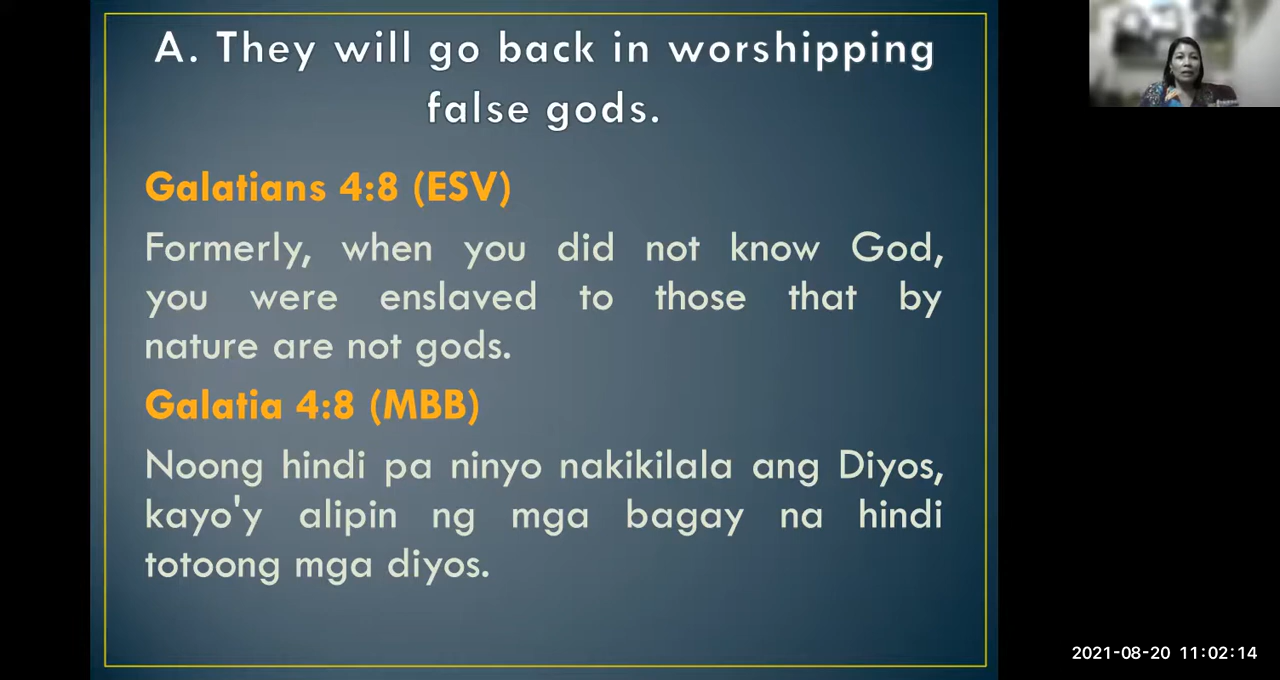 A. They will go back in worshipping
false gods.
Galatians 4:8 (ESV)
Formerly, when you did not know God,
you were enslaved to those that by
nature are not gods.
Galatia 4:8 (MBB)
Noong hindi pa ninyo nakikilala ang Diyos,
kayo'y alipin ng mga bagay na hindi
totoong mga diyos.
2021-08-20 11:02:14